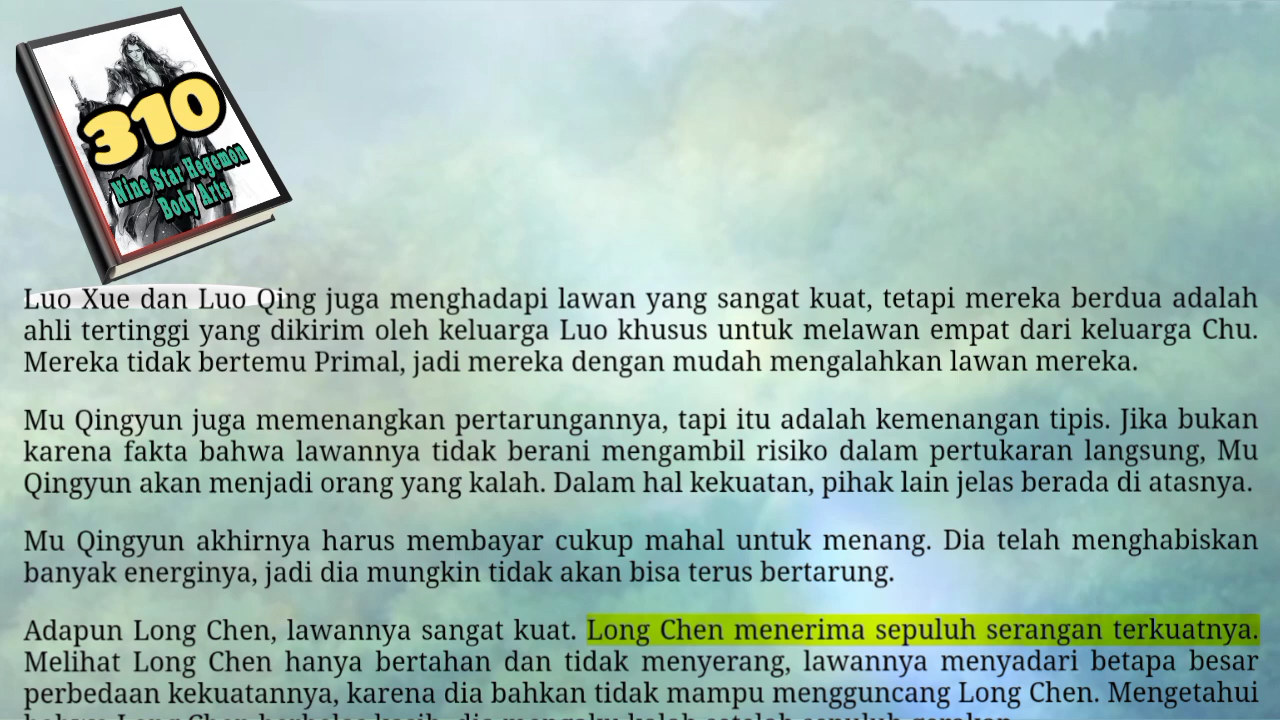 310
Nine Star Hegemon
Body Arts
Luo Xue dan Luo Qing juga menghadapi lawan yang sangat kuat, tetapi mereka berdua adalah
ahli tertinggi yang dikirim oleh keluarga Luo khusus untuk melawan empat dari keluarga Chu.
Mereka tidak bertemu Primal, jadi mereka dengan mudah mengalahkan lawan mereka.
Mu Qingyun juga memenangkan pertarungannya, tapi itu adalah kemenangan tipis. Jika bukan
karena fakta bahwa lawannya tidak berani mengambil risiko dalam pertukaran langsung, Mu
Qingyun akan menjadi orang yang kalah. Dalam hal kekuatan, pihak lain jelas berada di atasnya.
Mu Qingyun akhirnya harus membayar cukup mahal untuk menang. Dia telah menghabiskan
banyak energinya, jadi dia mungkin tidak akan bisa terus bertarung.
Adapun Long Chen, lawannya sangat kuat. Long Chen menerima sepuluh serangan terkuatnya.
Melihat Long Chen hanya bertahan dan tidak menyerang, lawannya menyadari betapa besar
perbedaan kekuatannya, karena dia bahkan tidak mampu mengguncang Long Chen. Mengetahui